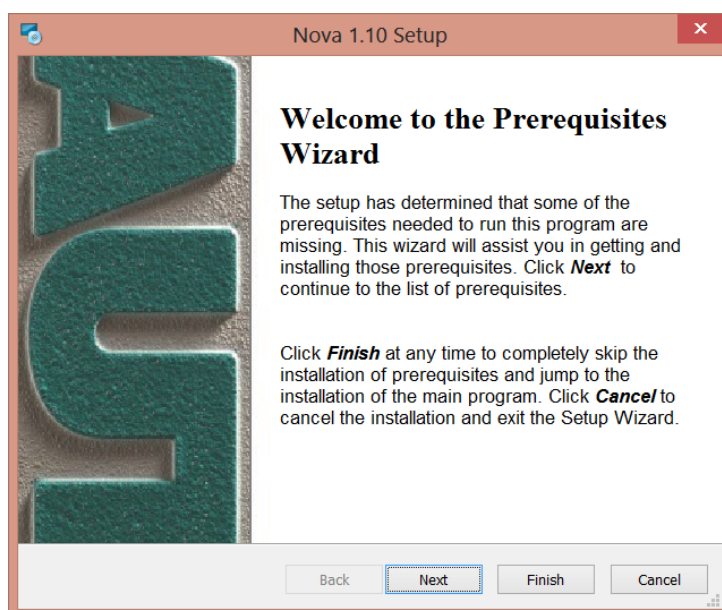 Nova 1.10 Setup
Welcome to the Prerequisites
Wizard
The setup has determined that some of the
prerequisites needed to run this program are
missing. This wizard will assist you in getting and
installing those prerequisites. Click Next to
continue to the list of prerequisites.
Click Finish at any time to completely skip the
installation of prerequisites and jump to the
installation of the main program. Click Cancel to
cancel the installation and exit the Setup Wizard.
Back
Next
Finish
Cancel